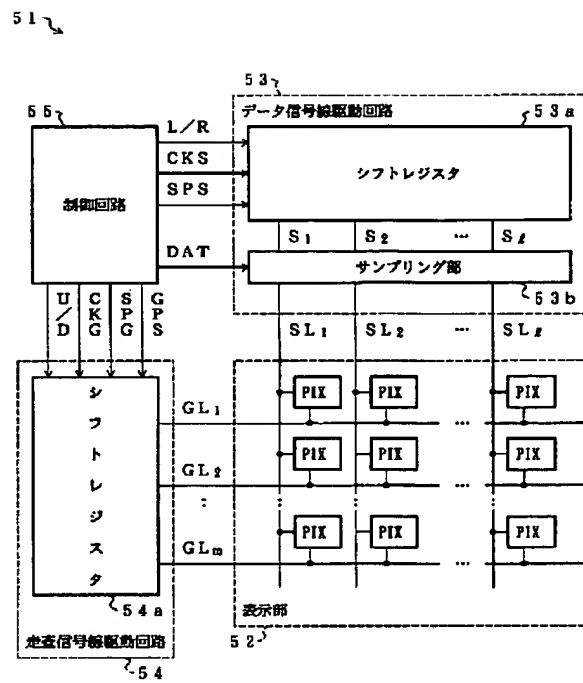 51
53
55
データ信号線駆動回路
53a
L/R
CKS
SPS
DAT
制御回路
シフトレジスタ
S1 S2 … Sℓ
サンプリング部
53b
U/D
CKG
SPG
GPS
SL1 SL2 … SLℓ
シフトレジスタ
GL1
PIX PIX … PIX
GL2
PIX PIX … PIX
:
GLm
PIX PIX … PIX
54a
走査信号線駆動回路
54
表示部
52